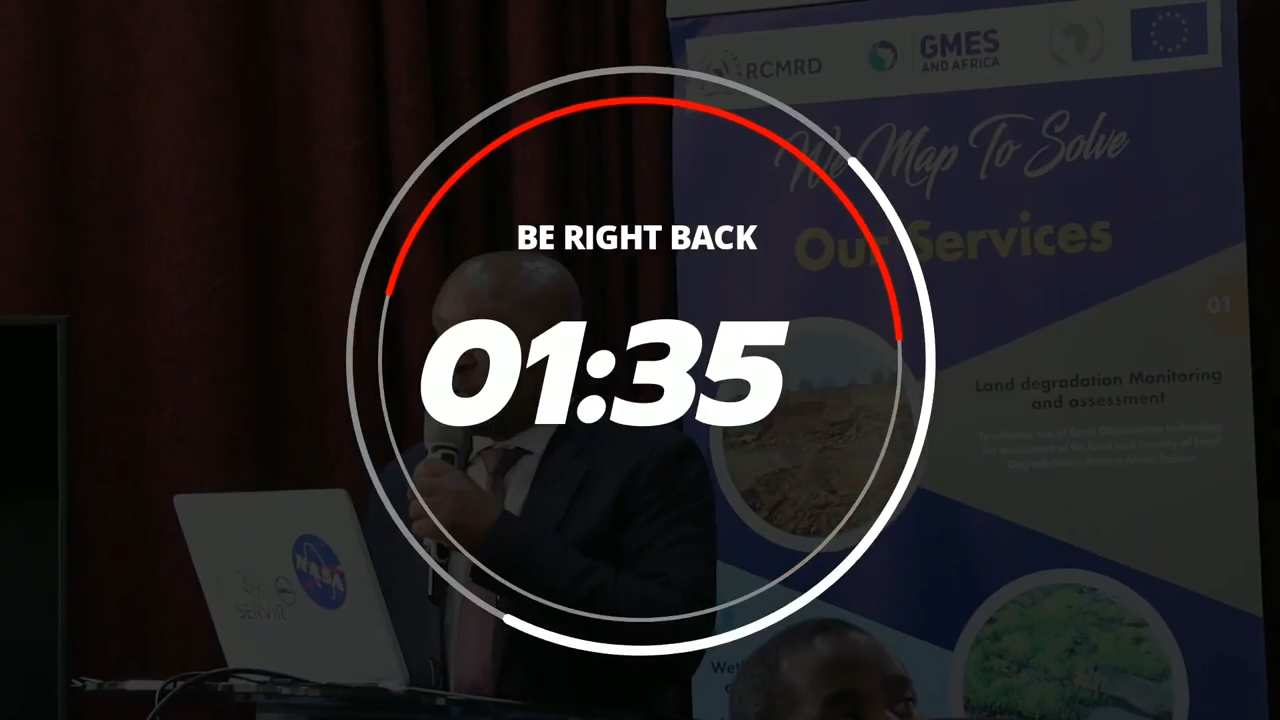 RCMRD
GMES
AND AFRICA
We Map To Solve
Our Services
BE RIGHT BACK
01:35
01
Land degradation Monitoring
and assessment
NASA
SERVIR